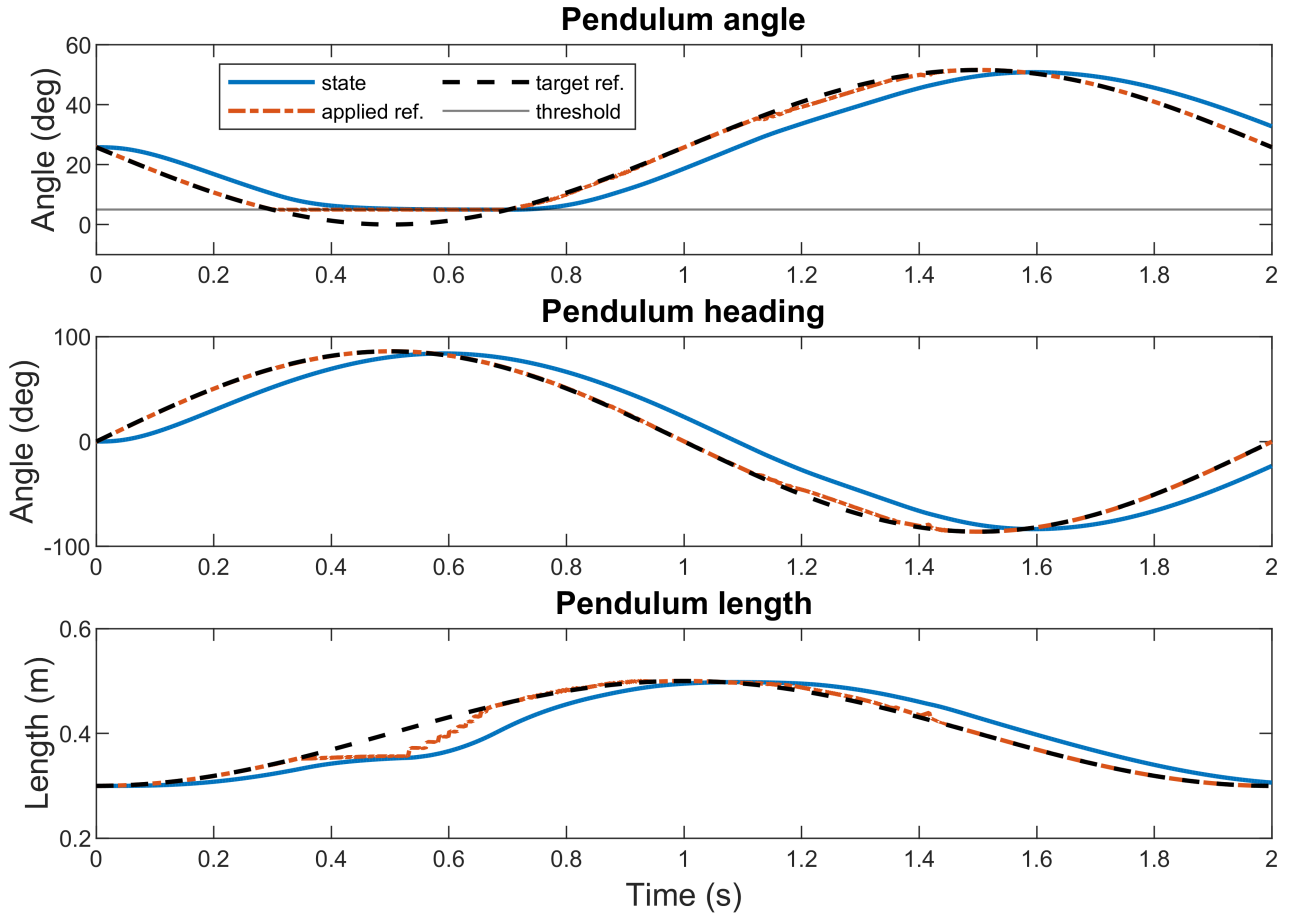 Pendulum angle
60
40
20
0
Angle (deg)
state
target ref.
applied ref.
threshold
0 0.2 0.4 0.6 0.8 1 1.2 1.4 1.6 1.8 2
Pendulum heading
100
0
-100
Angle (deg)
0 0.2 0.4 0.6 0.8 1 1.2 1.4 1.6 1.8 2
Pendulum length
0.6
0.4
0.2
Length (m)
0 0.2 0.4 0.6 0.8 1 1.2 1.4 1.6 1.8 2
Time (s)